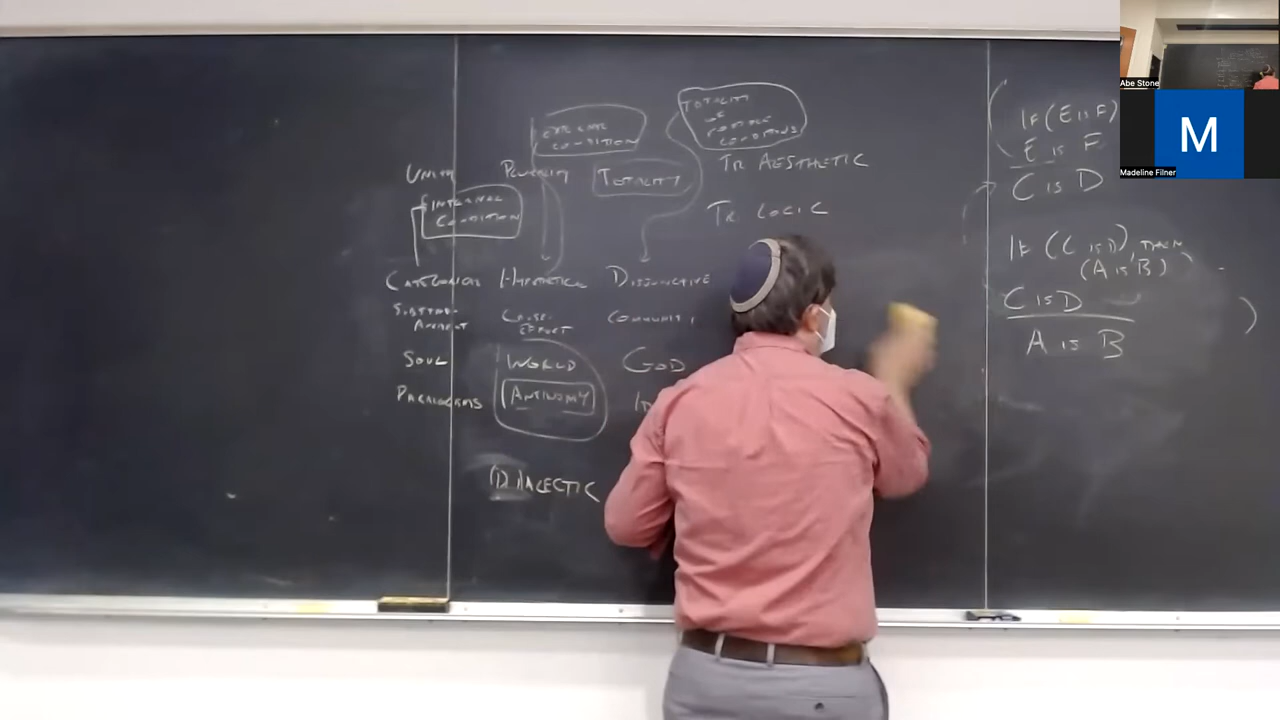 EXTERNAL
CONDITION
TOTALITY
OF
POSSIBLE
CONDITIONS
UNITY PLURALITY TOTALITY TR AESTHETIC
INTERNAL
CONDITION
TR LOGIC
CATEGORICAL HYPOTHETICAL DISJUNCTIVE
CAUSE- COMMUNITY
EFFECT
SOUL WORLD GOD
PARALOGISMS ANTINOMY
DIALECTIC
IF (E IS F)
E IS F
C IS D
IF (C IS D), THEN
(A IS B)
C IS D
A IS B
Abe Stone
M
Madeline Filner